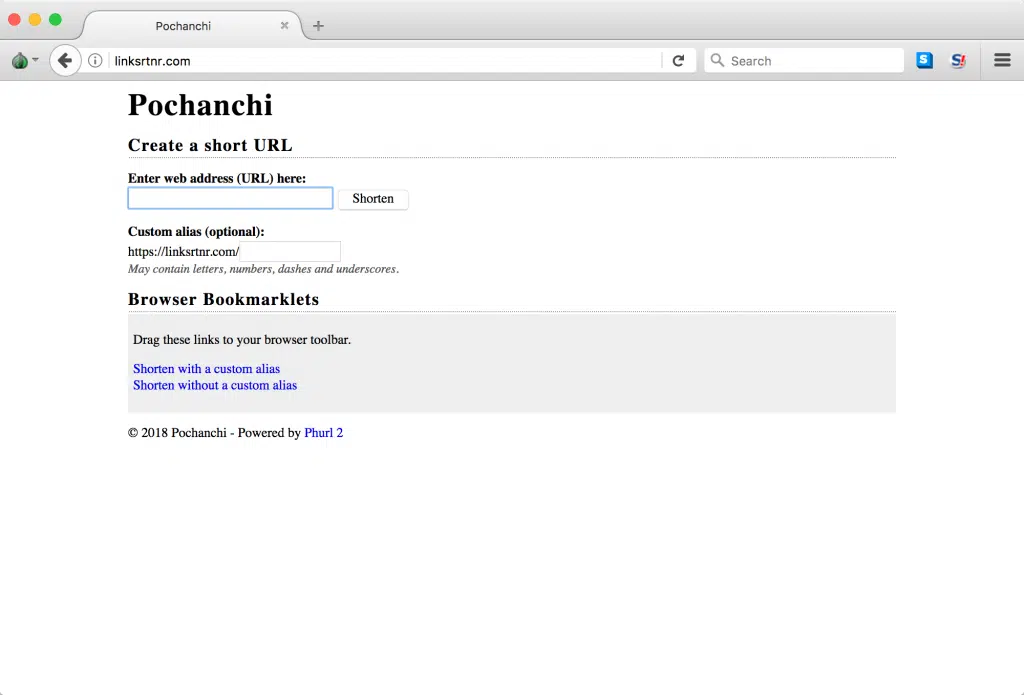 Pochanchi
linksrtnr.com
Search
S
S!
Pochanchi
Create a short URL
Enter web address (URL) here:
Shorten
Custom alias (optional):
https://linksrtnr.com/
May contain letters, numbers, dashes and underscores.
Browser Bookmarklets
Drag these links to your browser toolbar.
Shorten with a custom alias
Shorten without a custom alias
© 2018 Pochanchi - Powered by Phurl 2